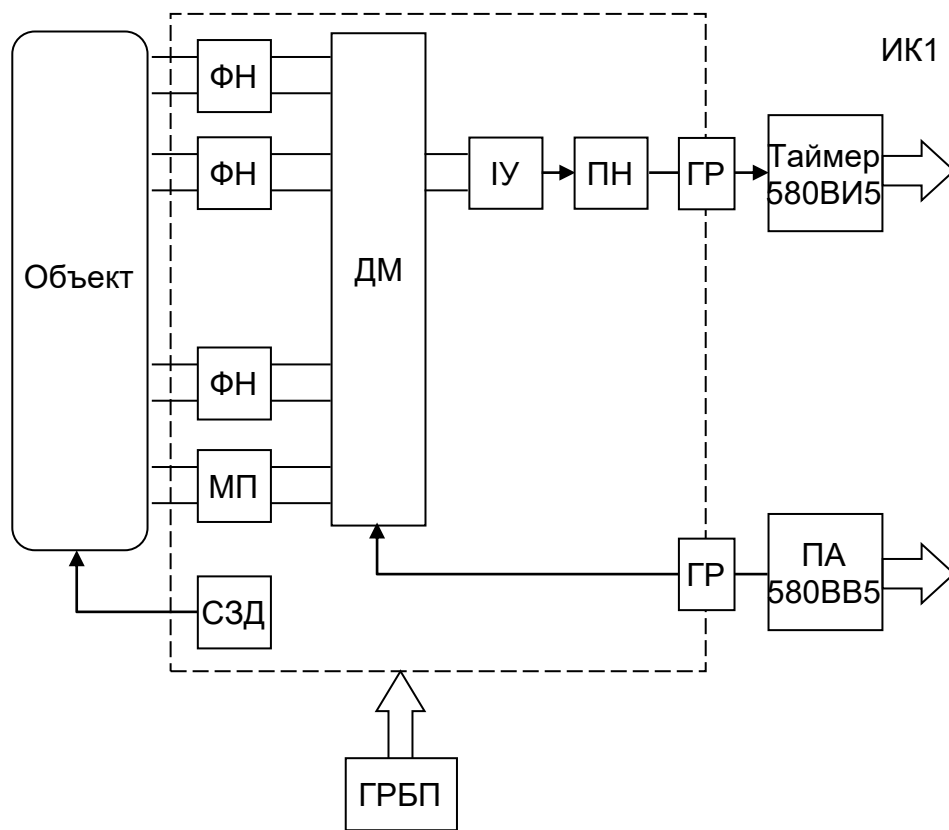 ИК1
ФН
ФН
Объект
ДМ
IУ
ПН
ГР
Таймер
580ВИ5
ФН
МП
СЗД
ГР
ПА
580ВВ5
ГРБП